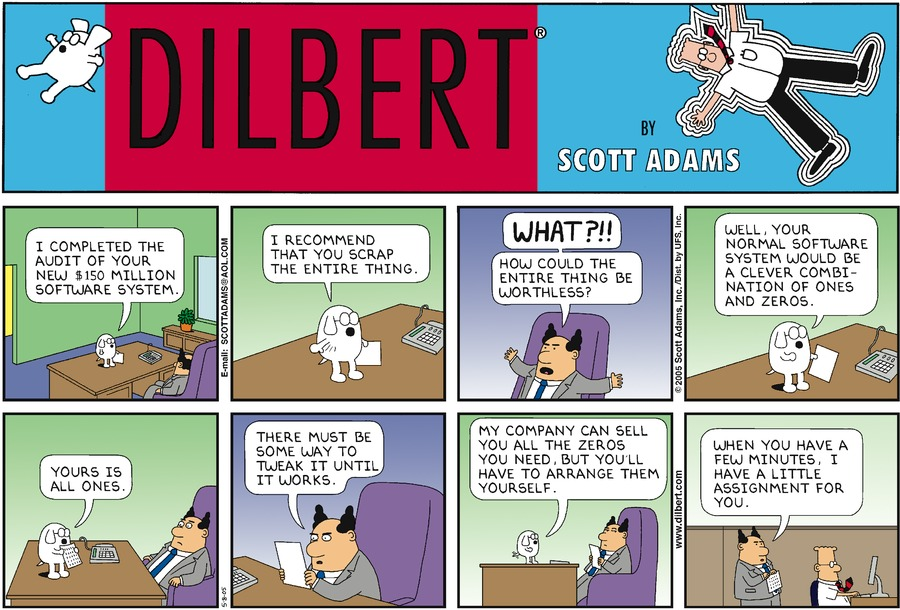 DILBERT®
BY
SCOTT ADAMS
I COMPLETED THE
AUDIT OF YOUR
NEW $150 MILLION
SOFTWARE SYSTEM.
E-mail: SCOTTADAMS@AOL.COM
I RECOMMEND
THAT YOU SCRAP
THE ENTIRE THING.
WHAT?!!
HOW COULD THE
ENTIRE THING BE
WORTHLESS?
© 2005 Scott Adams, Inc./Dist. by UFS, Inc.
WELL, YOUR
NORMAL SOFTWARE
SYSTEM WOULD BE
A CLEVER COMBI-
NATION OF ONES
AND ZEROS.
YOURS IS
ALL ONES.
5-8-05
THERE MUST BE
SOME WAY TO
TWEAK IT UNTIL
IT WORKS.
MY COMPANY CAN SELL
YOU ALL THE ZEROS
YOU NEED, BUT YOU'LL
HAVE TO ARRANGE THEM
YOURSELF.
www.dilbert.com
WHEN YOU HAVE A
FEW MINUTES, I
HAVE A LITTLE
ASSIGNMENT FOR
YOU.